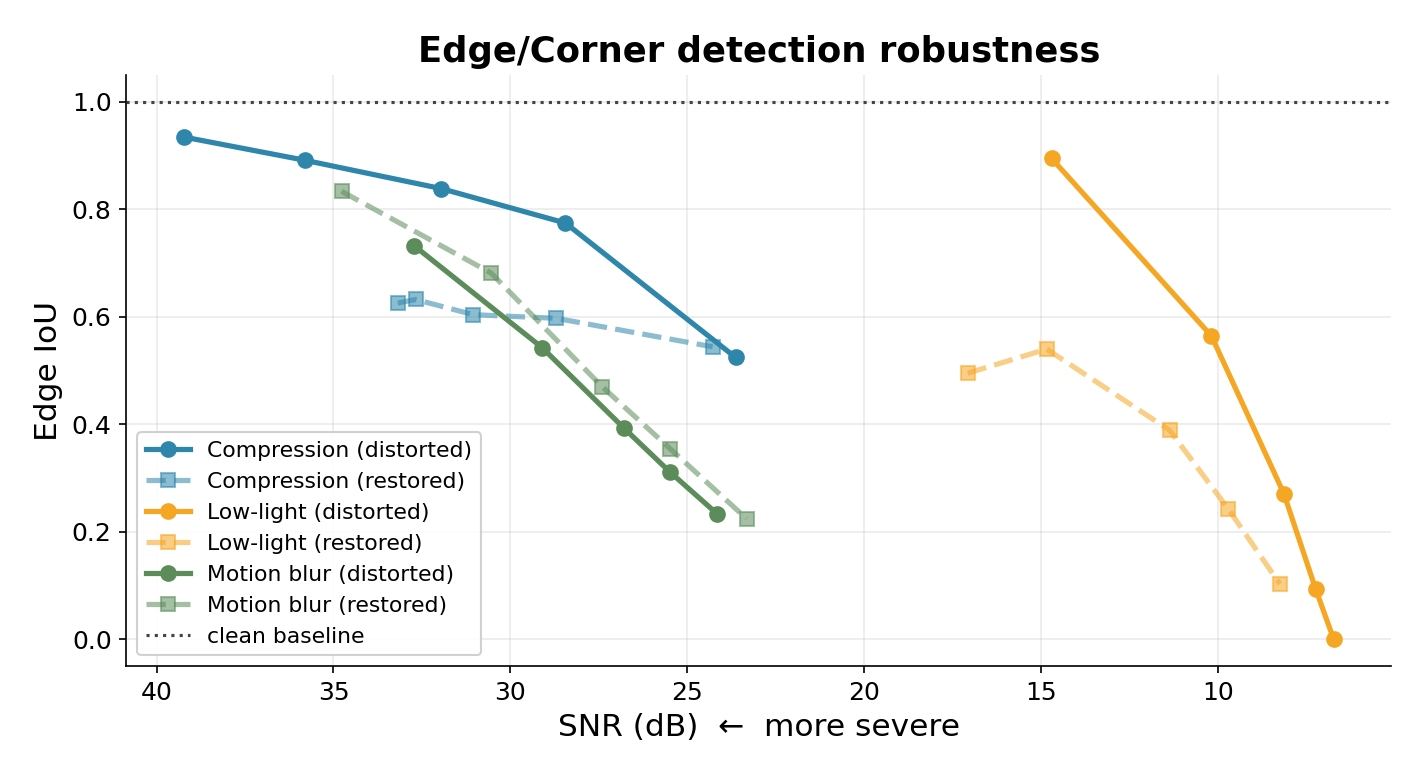 Edge/Corner detection robustness
Edge IoU
1.0
0.8
0.6
0.4
0.2
0.0
Compression (distorted)
Compression (restored)
Low-light (distorted)
Low-light (restored)
Motion blur (distorted)
Motion blur (restored)
clean baseline
40 35 30 25 20 15 10
SNR (dB) ← more severe